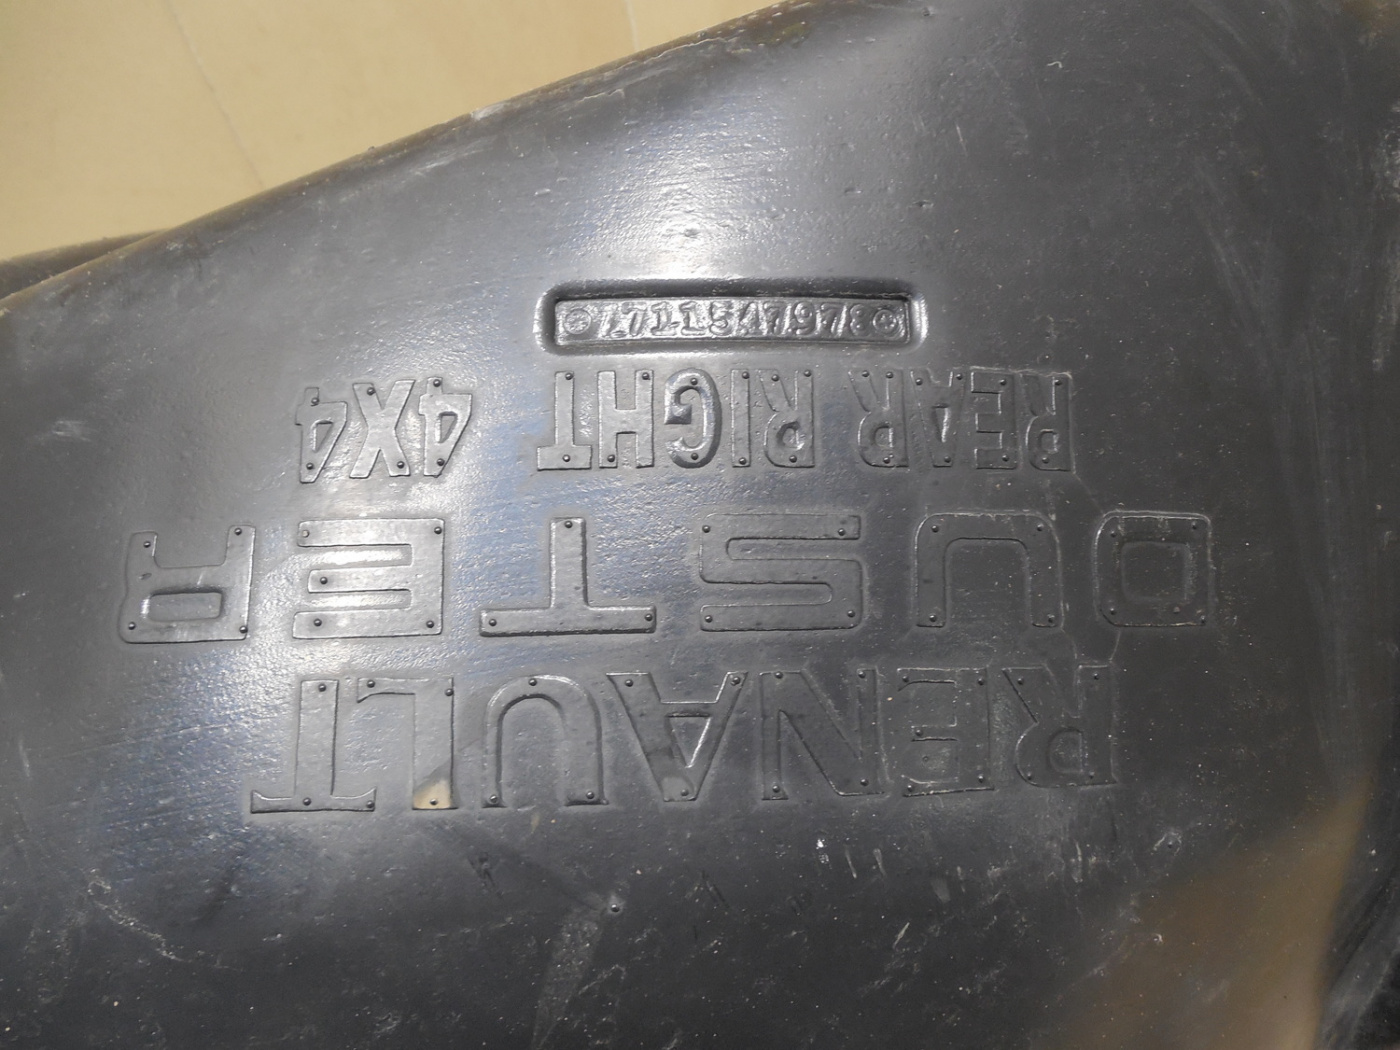 RENAULT
DUSTER
REAR RIGHT 4X4
7711547978